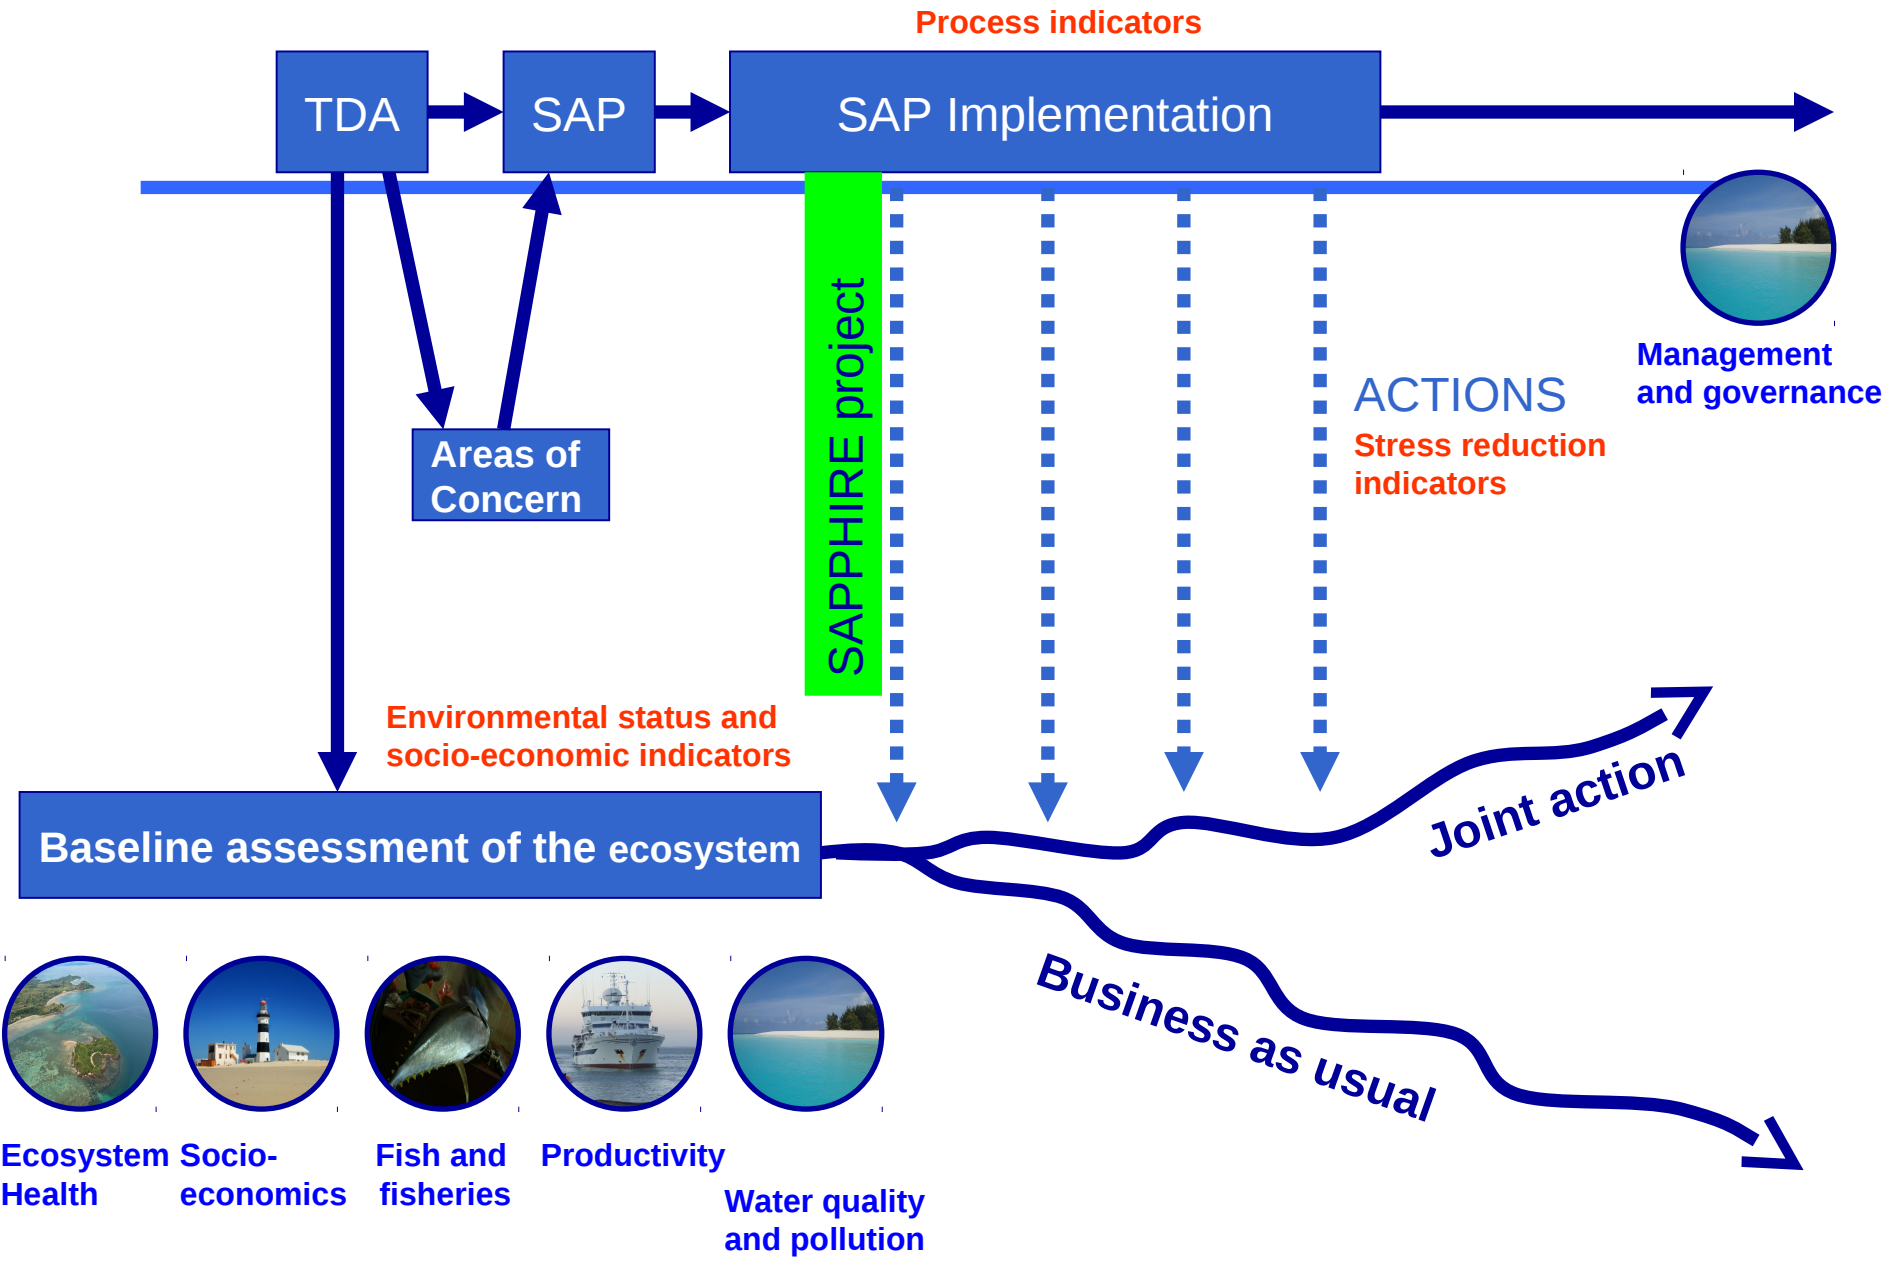 Process indicators
TDA
SAP
SAP Implementation
Management
and governance
SAPPHIRE project
ACTIONS
Stress reduction
indicators
Areas of
Concern
Environmental status and
socio-economic indicators
Joint action
Baseline assessment of the ecosystem
Business as usual
Ecosystem
Health
Socio-
economics
Fish and
fisheries
Productivity
Water quality
and pollution